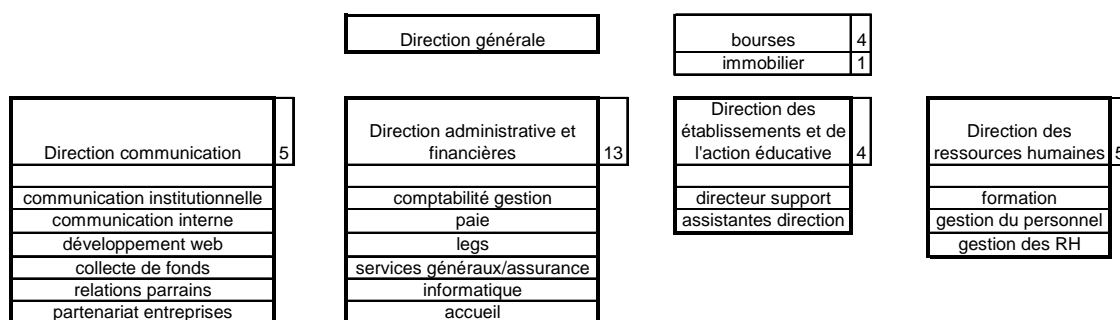 Direction générale
bourses 4
immobilier 1
Direction communication 5
communication institutionnelle
communication interne
développement web
collecte de fonds
relations parrains
partenariat entreprises
Direction administrative et
financières 13
comptabilité gestion
paie
legs
services généraux/assurance
informatique
accueil
Direction des
établissements et de
l'action éducative 4
directeur support
assistantes direction
Direction des
ressources humaines 5
formation
gestion du personnel
gestion des RH